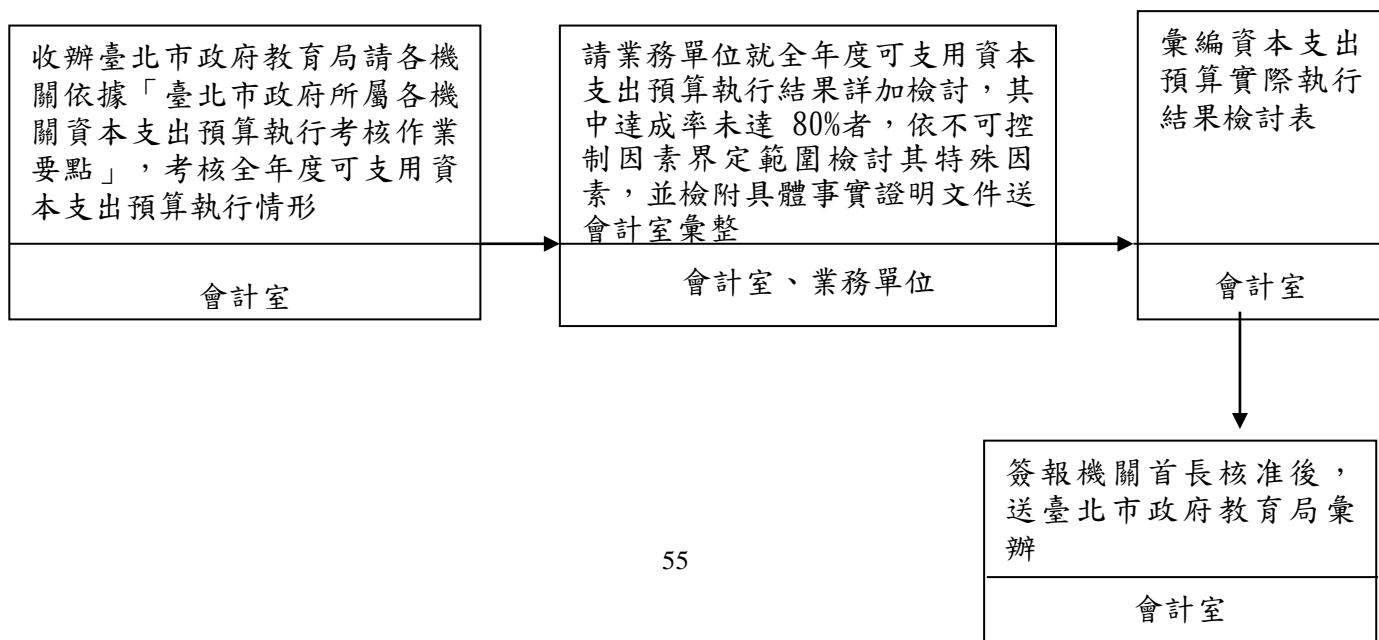 收辦臺北市政府教育局請各機
關依據「臺北市政府所屬各機
關資本支出預算執行考核作業
要點」，考核全年度可支用資
本支出預算執行情形
會計室
請業務單位就全年度可支用資本
支出預算執行結果詳加檢討，其
中達成率未達 80%者，依不可控
制因素界定範圍檢討其特殊因
素，並檢附具體事實證明文件送
會計室彙整
會計室、業務單位
彙編資本支出
預算實際執行
結果檢討表
會計室
簽報機關首長核准後，
送臺北市政府教育局彙
辦
會計室
55